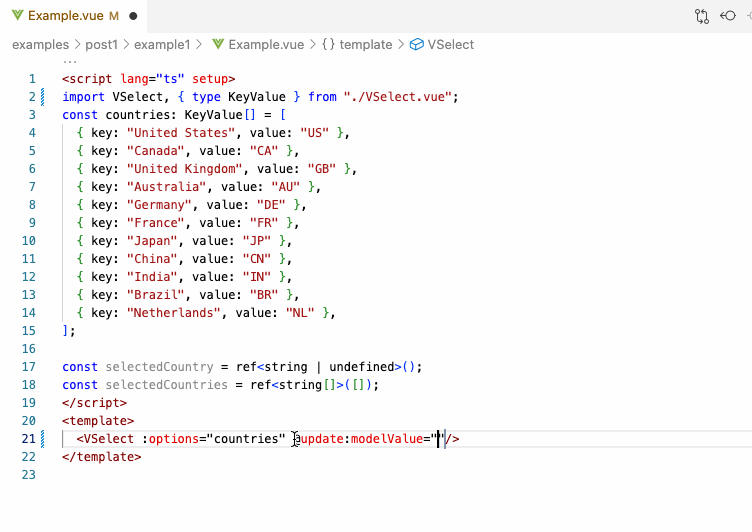 Example.vue M
examples > post1 > example1 > Example.vue > {} template > VSelect
...
1 <script lang="ts" setup>
2 import VSelect, { type KeyValue } from "./VSelect.vue";
3 const countries: KeyValue[] = [
4 { key: "United States", value: "US" },
5 { key: "Canada", value: "CA" },
6 { key: "United Kingdom", value: "GB" },
7 { key: "Australia", value: "AU" },
8 { key: "Germany", value: "DE" },
9 { key: "France", value: "FR" },
10 { key: "Japan", value: "JP" },
11 { key: "China", value: "CN" },
12 { key: "India", value: "IN" },
13 { key: "Brazil", value: "BR" },
14 { key: "Netherlands", value: "NL" },
15 ];
16
17 const selectedCountry = ref<string | undefined>();
18 const selectedCountries = ref<string[]>([]);
19 </script>
20 <template>
21 <VSelect :options="countries" @update:modelValue=""/>
22 </template>
23